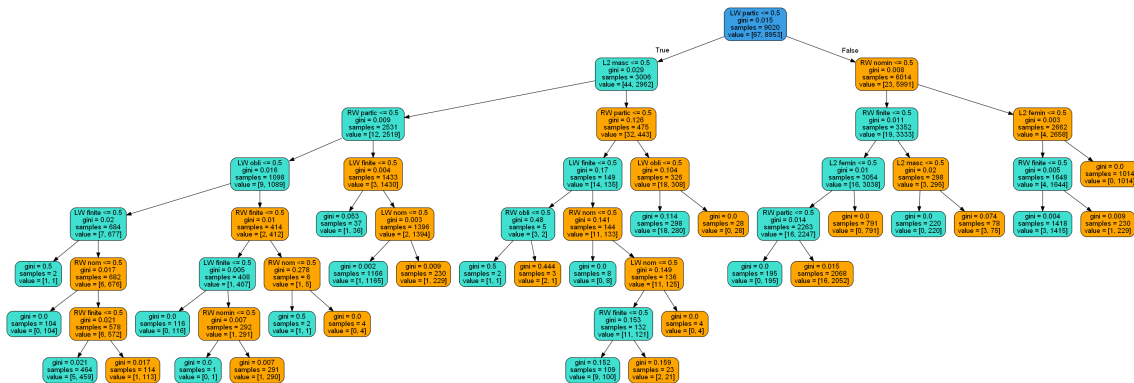 LW partic <= 0.5
gini = 0.015
samples = 9020
value = [67, 8953]
True
False
L2 masc <= 0.5
gini = 0.029
samples = 3006
value = [44, 2962]
RW nomin <= 0.5
gini = 0.008
samples = 6014
value = [23, 5991]
RW partic <= 0.5
gini = 0.009
samples = 2531
value = [12, 2519]
RW partic <= 0.5
gini = 0.126
samples = 475
value = [32, 443]
RW finite <= 0.5
gini = 0.011
samples = 3352
value = [19, 3333]
L2 femin <= 0.5
gini = 0.003
samples = 2662
value = [4, 2658]
LW obli <= 0.5
gini = 0.016
samples = 1098
value = [9, 1089]
LW finite <= 0.5
gini = 0.004
samples = 1433
value = [3, 1430]
LW finite <= 0.5
gini = 0.17
samples = 149
value = [14, 135]
LW obli <= 0.5
gini = 0.104
samples = 326
value = [18, 308]
L2 femin <= 0.5
gini = 0.01
samples = 3054
value = [16, 3038]
L2 masc <= 0.5
gini = 0.02
samples = 298
value = [3, 295]
RW finite <= 0.5
gini = 0.005
samples = 1648
value = [4, 1644]
gini = 0.0
samples = 1014
value = [0, 1014]
LW finite <= 0.5
gini = 0.02
samples = 684
value = [7, 677]
RW finite <= 0.5
gini = 0.01
samples = 414
value = [2, 412]
gini = 0.053
samples = 37
value = [1, 36]
LW nom <= 0.5
gini = 0.003
samples = 1396
value = [2, 1394]
RW obli <= 0.5
gini = 0.48
samples = 5
value = [3, 2]
RW nom <= 0.5
gini = 0.141
samples = 144
value = [11, 133]
gini = 0.114
samples = 298
value = [18, 280]
gini = 0.0
samples = 28
value = [0, 28]
RW partic <= 0.5
gini = 0.014
samples = 2263
value = [16, 2247]
gini = 0.0
samples = 791
value = [0, 791]
gini = 0.0
samples = 220
value = [0, 220]
gini = 0.074
samples = 78
value = [3, 75]
gini = 0.004
samples = 1418
value = [3, 1415]
gini = 0.009
samples = 230
value = [1, 229]
gini = 0.5
samples = 2
value = [1, 1]
RW nom <= 0.5
gini = 0.017
samples = 682
value = [6, 676]
LW finite <= 0.5
gini = 0.005
samples = 408
value = [1, 407]
RW nom <= 0.5
gini = 0.278
samples = 6
value = [1, 5]
gini = 0.002
samples = 1166
value = [1, 1165]
gini = 0.009
samples = 230
value = [1, 229]
gini = 0.5
samples = 2
value = [1, 1]
gini = 0.444
samples = 3
value = [2, 1]
gini = 0.0
samples = 8
value = [0, 8]
LW nom <= 0.5
gini = 0.149
samples = 136
value = [11, 125]
gini = 0.0
samples = 195
value = [0, 195]
gini = 0.015
samples = 2068
value = [16, 2052]
gini = 0.0
samples = 104
value = [0, 104]
RW finite <= 0.5
gini = 0.021
samples = 578
value = [6, 572]
gini = 0.0
samples = 116
value = [0, 116]
RW nomin <= 0.5
gini = 0.007
samples = 292
value = [1, 291]
gini = 0.5
samples = 2
value = [1, 1]
gini = 0.0
samples = 4
value = [0, 4]
RW finite <= 0.5
gini = 0.153
samples = 132
value = [11, 121]
gini = 0.0
samples = 4
value = [0, 4]
gini = 0.021
samples = 464
value = [5, 459]
gini = 0.017
samples = 114
value = [1, 113]
gini = 0.0
samples = 1
value = [0, 1]
gini = 0.007
samples = 291
value = [1, 290]
gini = 0.152
samples = 109
value = [9, 100]
gini = 0.159
samples = 23
value = [2, 21]